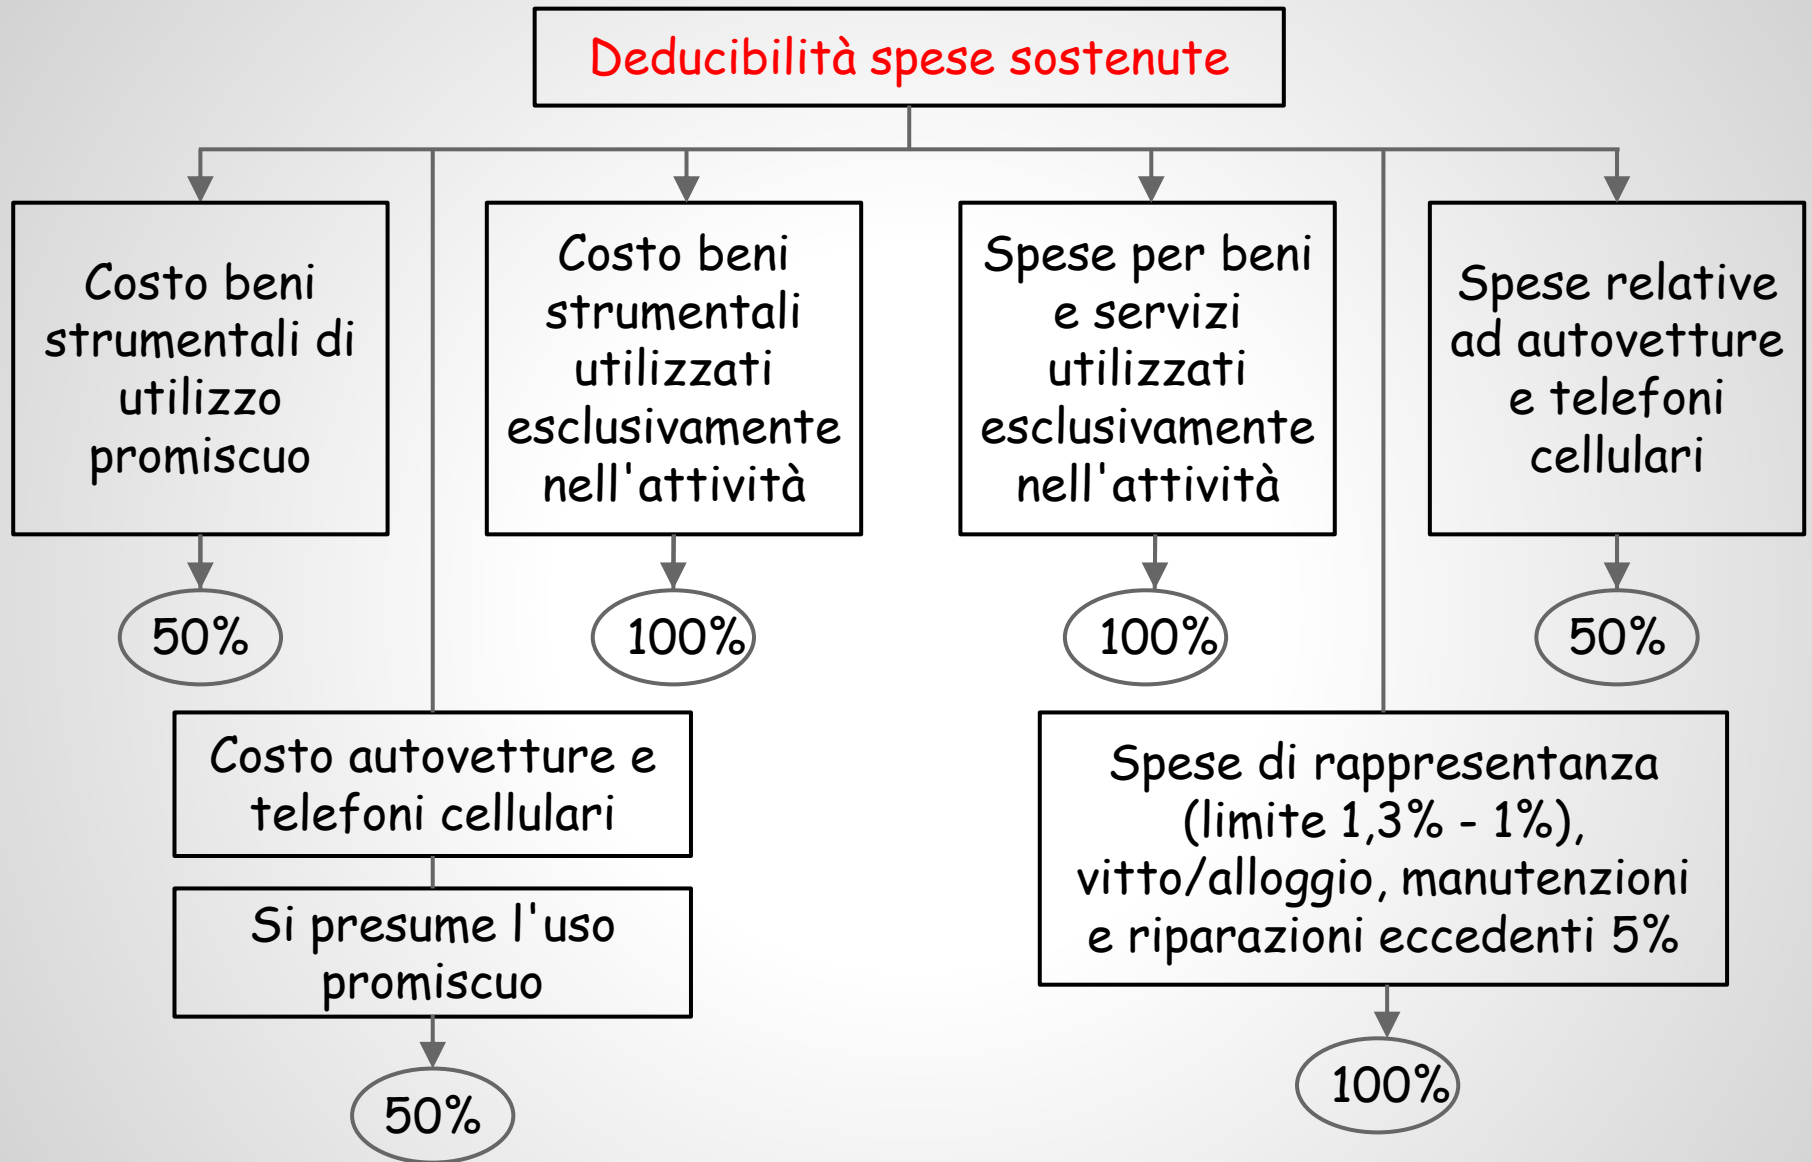 Deducibilità spese sostenute
Costo beni
strumentali di
utilizzo
promiscuo
50%
Costo beni
strumentali
utilizzati
esclusivamente
nell'attività
100%
Spese per beni
e servizi
utilizzati
esclusivamente
nell'attività
100%
Spese relative
ad autovetture
e telefoni
cellulari
50%
Costo autovetture e
telefoni cellulari
Si presume l'uso
promiscuo
50%
Spese di rappresentanza
(limite 1,3% - 1%),
vitto/alloggio, manutenzioni
e riparazioni eccedenti 5%
100%